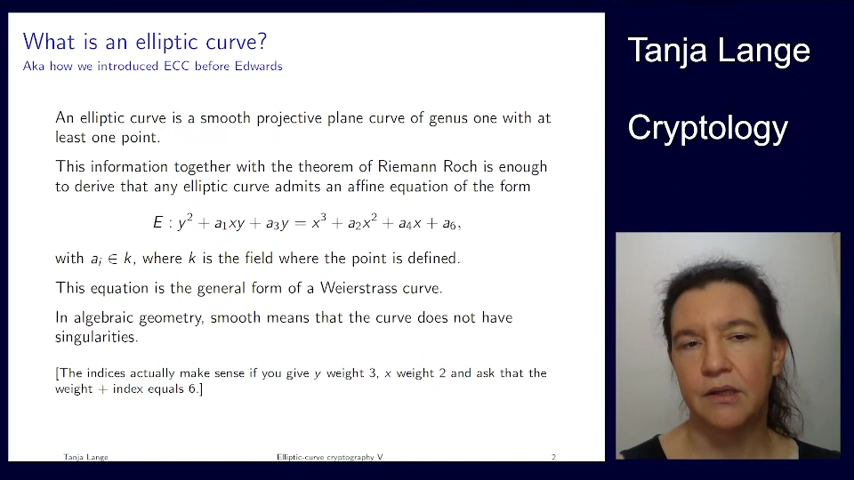 What is an elliptic curve?
Aka how we introduced ECC before Edwards
An elliptic curve is a smooth projective plane curve of genus one with at
least one point.
This information together with the theorem of Riemann Roch is enough
to derive that any elliptic curve admits an affine equation of the form
E : y² + a₁xy + a₃y = x³ + a₂x² + a₄x + a₆,
with aᵢ ∈ k, where k is the field where the point is defined.
This equation is the general form of a Weierstrass curve.
In algebraic geometry, smooth means that the curve does not have
singularities.
[The indices actually make sense if you give y weight 3, x weight 2 and ask that the
weight + index equals 6.]
Tanja Lange
Elliptic-curve cryptography V
2
Tanja Lange
Cryptology